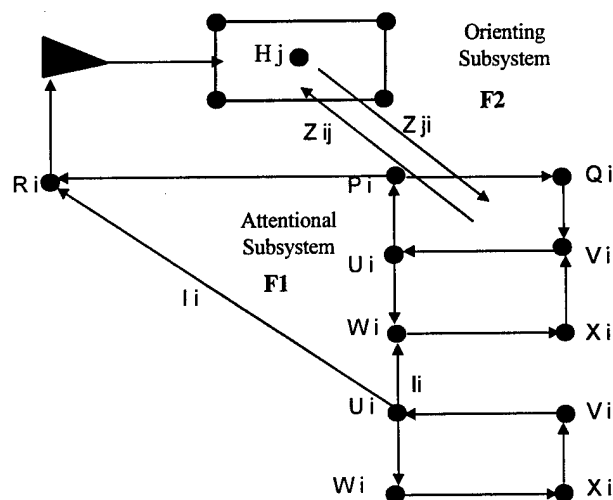 Orienting
Subsystem
F2
Hj
Zij
Zji
Ri
Pi
Qi
Attentional
Subsystem
F1
Ui
Vi
Ii
Wi
Xi
Ii
Ui
Vi
Wi
Xi